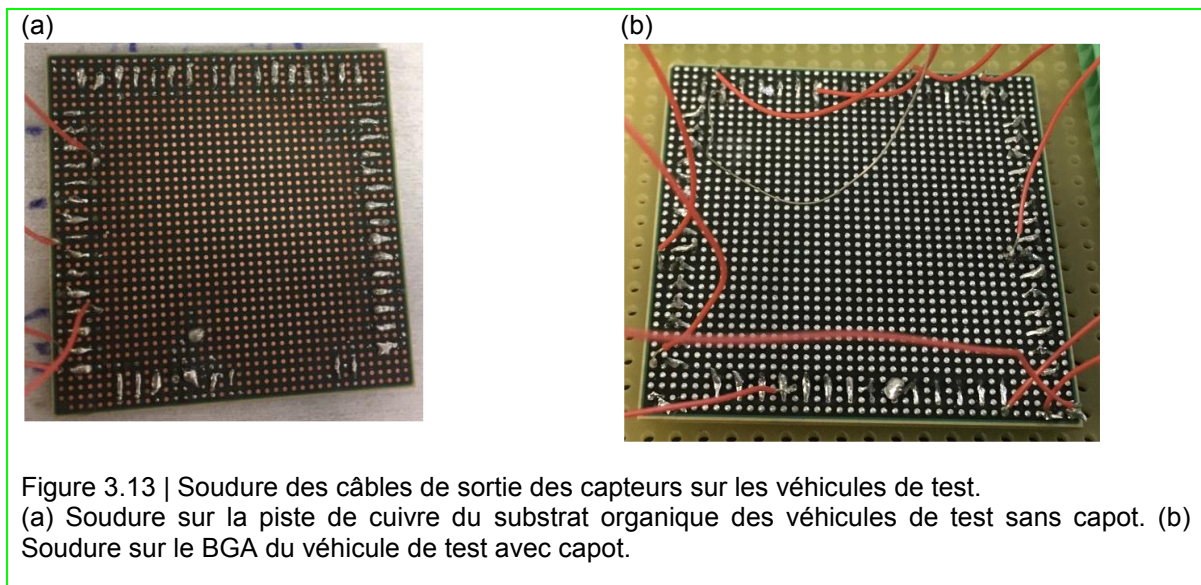 (a)
(b)
Figure 3.13 | Soudure des câbles de sortie des capteurs sur les véhicules de test.
(a) Soudure sur la piste de cuivre du substrat organique des véhicules de test sans capot. (b)
Soudure sur le BGA du véhicule de test avec capot.